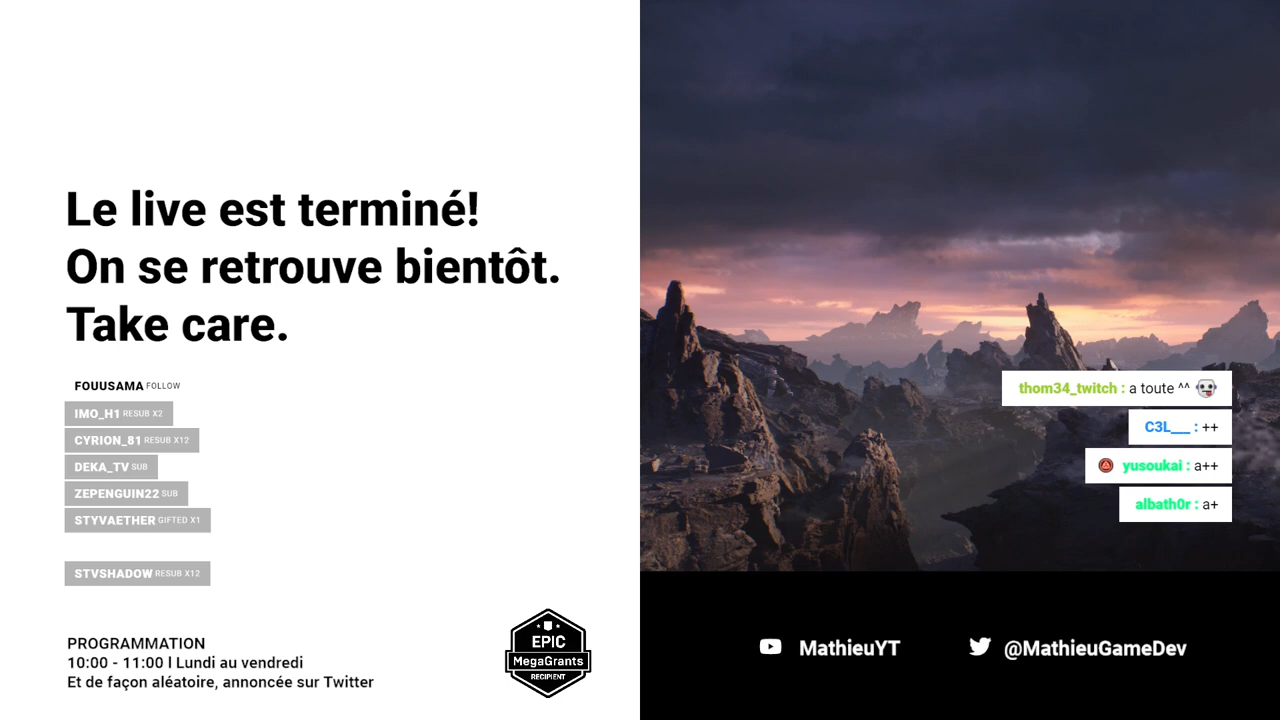 Le live est terminé!
On se retrouve bientôt.
Take care.
FOUUSAMA FOLLOW
IMO_H1 RESUB X2
CYRION_81 RESUB X12
DEKA_TV SUB
ZEPENGUIN22 SUB
STYVAETHER GIFTED X1
STVSHADOW RESUB X12
PROGRAMMATION
10:00 - 11:00 l Lundi au vendredi
Et de façon aléatoire, annoncée sur Twitter
EPIC
MegaGrants
RECIPIENT
thom34_twitch : a toute ^^
C3L___ : ++
yusoukai : a++
albath0r : a+
MathieuYT
@MathieuGameDev